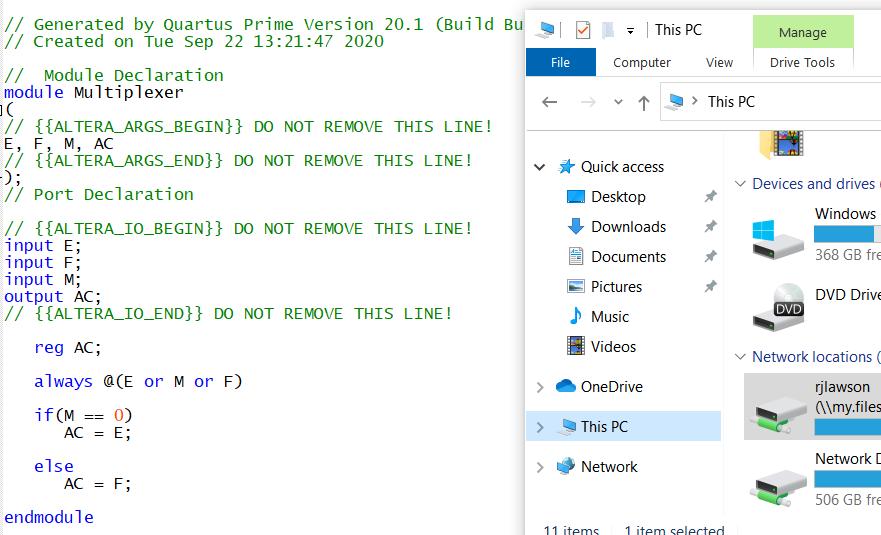 // Generated by Quartus Prime Version 20.1 (Build Bu
// Created on Tue Sep 22 13:21:47 2020
//  Module Declaration
module Multiplexer
(
// {{ALTERA_ARGS_BEGIN}} DO NOT REMOVE THIS LINE!
E, F, M, AC
// {{ALTERA_ARGS_END}} DO NOT REMOVE THIS LINE!
);
// Port Declaration
// {{ALTERA_IO_BEGIN}} DO NOT REMOVE THIS LINE!
input E;
input F;
input M;
output AC;
// {{ALTERA_IO_END}} DO NOT REMOVE THIS LINE!
reg AC;
always @(E or M or F)
if(M == 0)
AC = E;
else
AC = F;
endmodule
This PC
Manage
File
Computer
View
Drive Tools
This PC
Quick access
Desktop
Downloads
Documents
Pictures
Music
Videos
OneDrive
This PC
Network
Devices and drives (
Windows
368 GB fre
DVD Drive
DVD
Network locations (
rjlawson
(\\my.files
Network D
506 GB fre
11 items
1 item selected